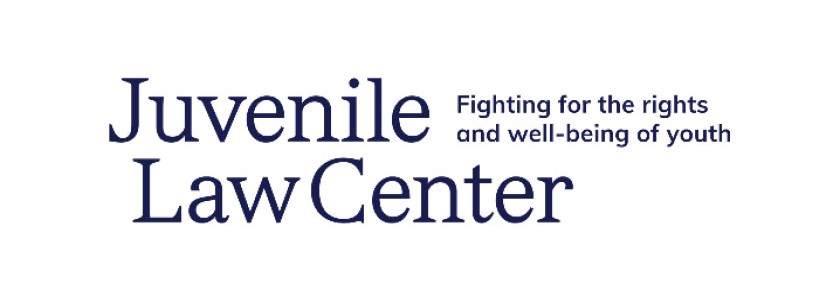 Juvenile
Law Center
Fighting for the rights
and well-being of youth